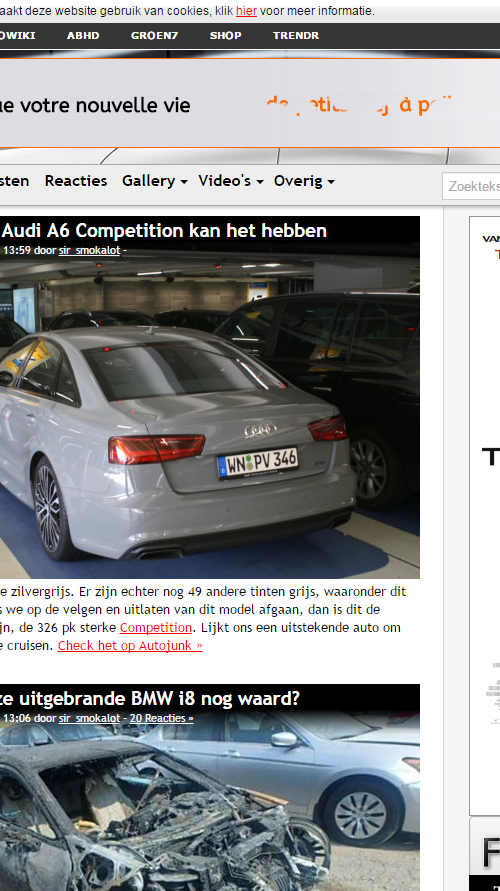 aakt deze website gebruik van cookies, klik hier voor meer informatie.
OWIKI ABHD GROEN7 SHOP TRENDR
ue votre nouvelle vie
sten Reacties Gallery Video's Overig
Zoekteks
Audi A6 Competition kan het hebben
13:59 door sir_smokalot -
VAN
T
WN PV 346
T
e zilvergrijs. Er zijn echter nog 49 andere tinten grijs, waaronder dit
s we op de velgen en uitlaten van dit model afgaan, dan is dit de
jn, de 326 pk sterke Competition. Lijkt ons een uitstekende auto om
e cruisen. Check het op Autojunk »
ze uitgebrande BMW i8 nog waard?
13:06 door sir_smokalot - 20 Reacties »
F